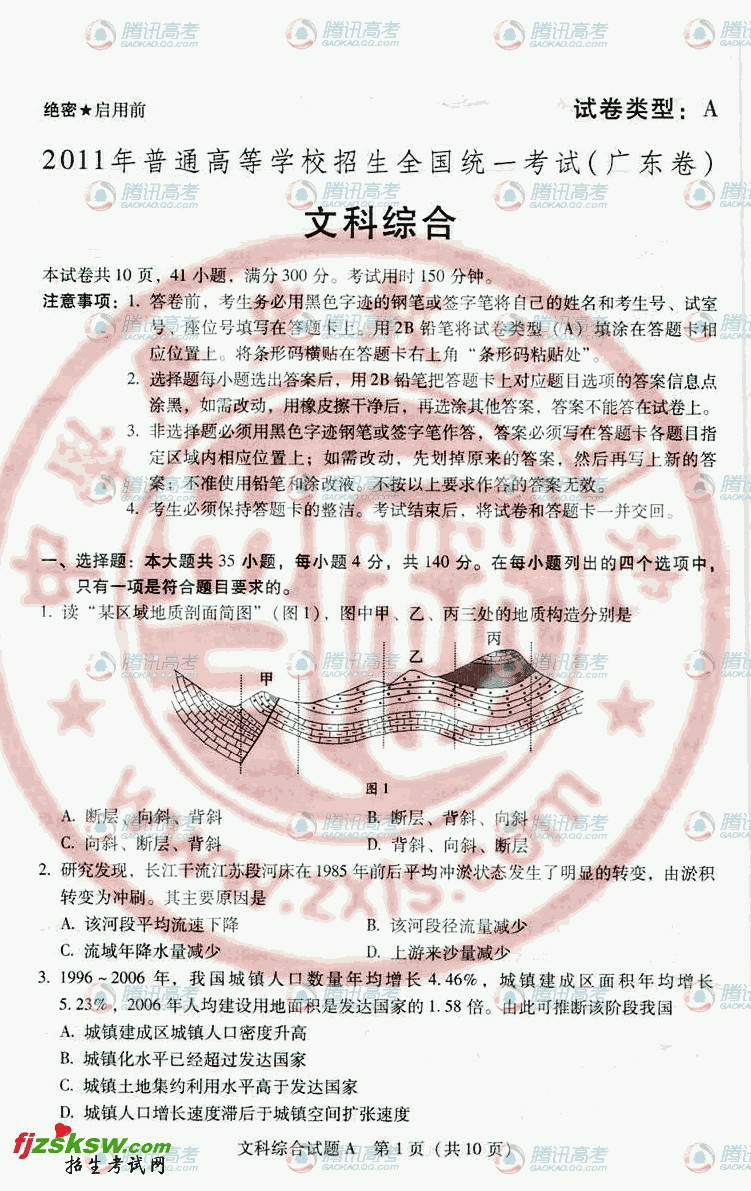 绝密★启用前
试卷类型：A
2011年普通高等学校招生全国统一考试(广东卷)
文科综合
本试卷共10页，41小题，满分300分。考试用时150分钟。
注意事项：1. 答卷前，考生务必用黑色字迹的钢笔或签字笔将自己的姓名和考生号、试室
号、座位号填写在答题卡上。用2B铅笔将试卷类型（A）填涂在答题卡相
应位置上。将条形码横贴在答题卡右上角“条形码粘贴处”。
2. 选择题每小题选出答案后，用2B铅笔把答题卡上对应题目选项的答案信息点
涂黑，如需改动，用橡皮擦干净后，再选涂其他答案，答案不能答在试卷上。
3. 非选择题必须用黑色字迹钢笔或签字笔作答，答案必须写在答题卡各题目指
定区域内相应位置上；如需改动，先划掉原来的答案，然后再写上新的答
案；不准使用铅笔和涂改液。不按以上要求作答的答案无效。
4. 考生必须保持答题卡的整洁。考试结束后，将试卷和答题卡一并交回。
一、选择题：本大题共35小题，每小题4分，共140分。在每小题列出的四个选项中，
只有一项是符合题目要求的。
1. 读“某区域地质剖面简图”（图1），图中甲、乙、丙三处的地质构造分别是
丙
乙
甲
图1
A. 断层、向斜、背斜
B. 断层、背斜、向斜
C. 向斜、断层、背斜
D. 背斜、向斜、断层
2. 研究发现，长江干流江苏段河床在1985年前后平均冲淤状态发生了明显的转变，由淤积
转变为冲刷。其主要原因是
A. 该河段平均流速下降
B. 该河段径流量减少
C. 流域年降水量减少
D. 上游来沙量减少
3. 1996～2006年，我国城镇人口数量年均增长4.46%，城镇建成区面积年均增长
5.23%，2006年人均建设用地面积是发达国家的1.58倍。由此可推断该阶段我国
A. 城镇建成区城镇人口密度升高
B. 城镇化水平已经超过发达国家
C. 城镇土地集约利用水平高于发达国家
D. 城镇人口增长速度滞后于城镇空间扩张速度
文科综合试题A 第1页（共10页）
fjzsksw.com
招生考试网
腾讯高考
GAOKAO.QQ.COM
www.zxls.com